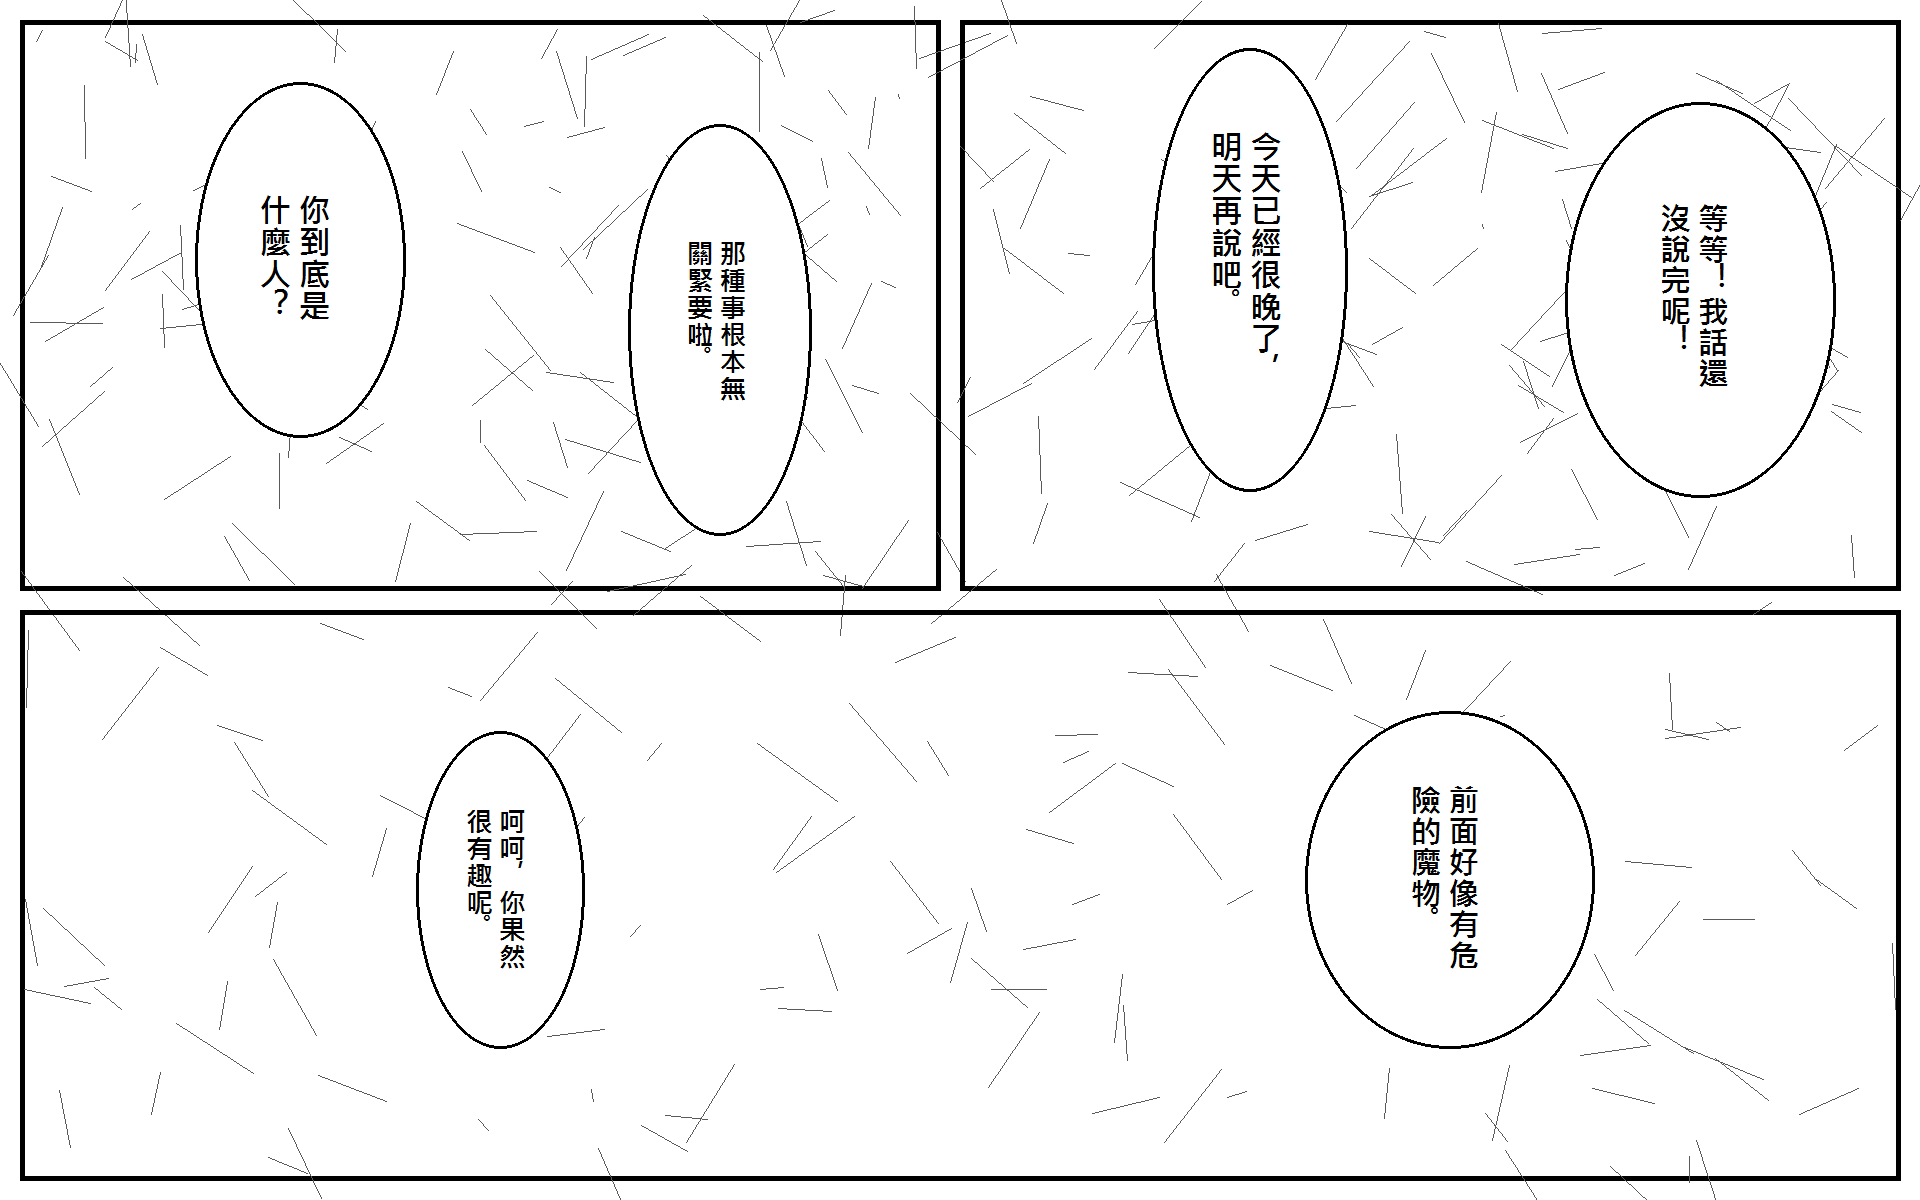 等等！我話還
沒說完呢！
今天已經很晚了，
明天再說吧。
那種事根本無
關緊要啦。
你到底是
什麼人？
前面好像有危
險的魔物。
呵呵，你果然
很有趣呢。